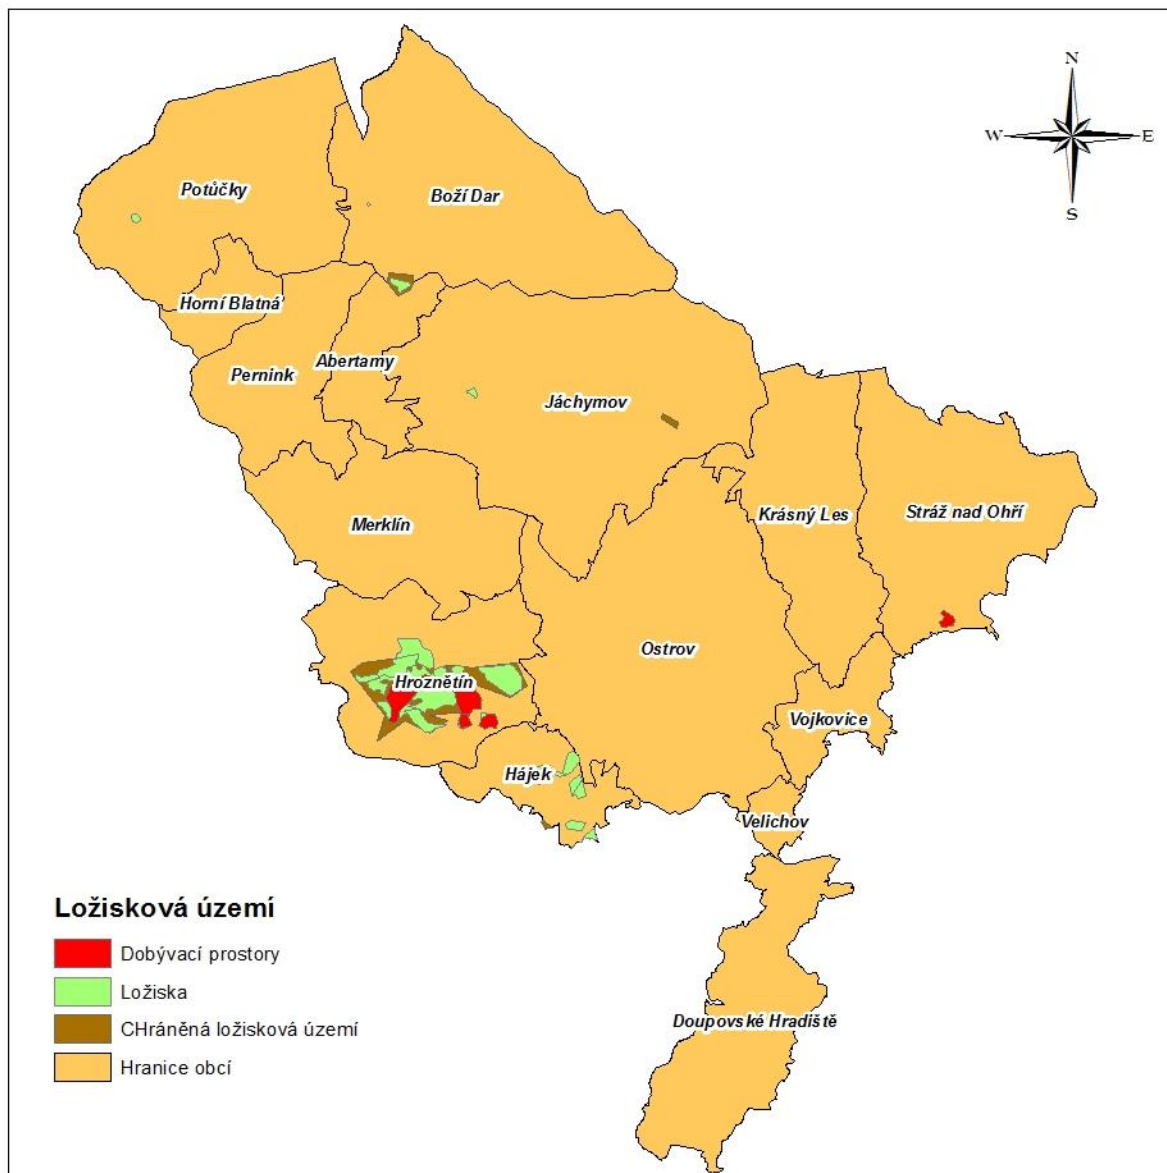 N
W
E
S
Potůčky
Boží Dar
Horní Blatná
Abertamy
Pernink
Jáchymov
Merklín
Krásný Les
Stráž nad Ohří
Ostrov
Hroznětín
Vojkovice
Hájek
Velichov
Doupovské Hradiště
Ložisková území
Dobývací prostory
Ložiska
CHráněná ložisková území
Hranice obcí